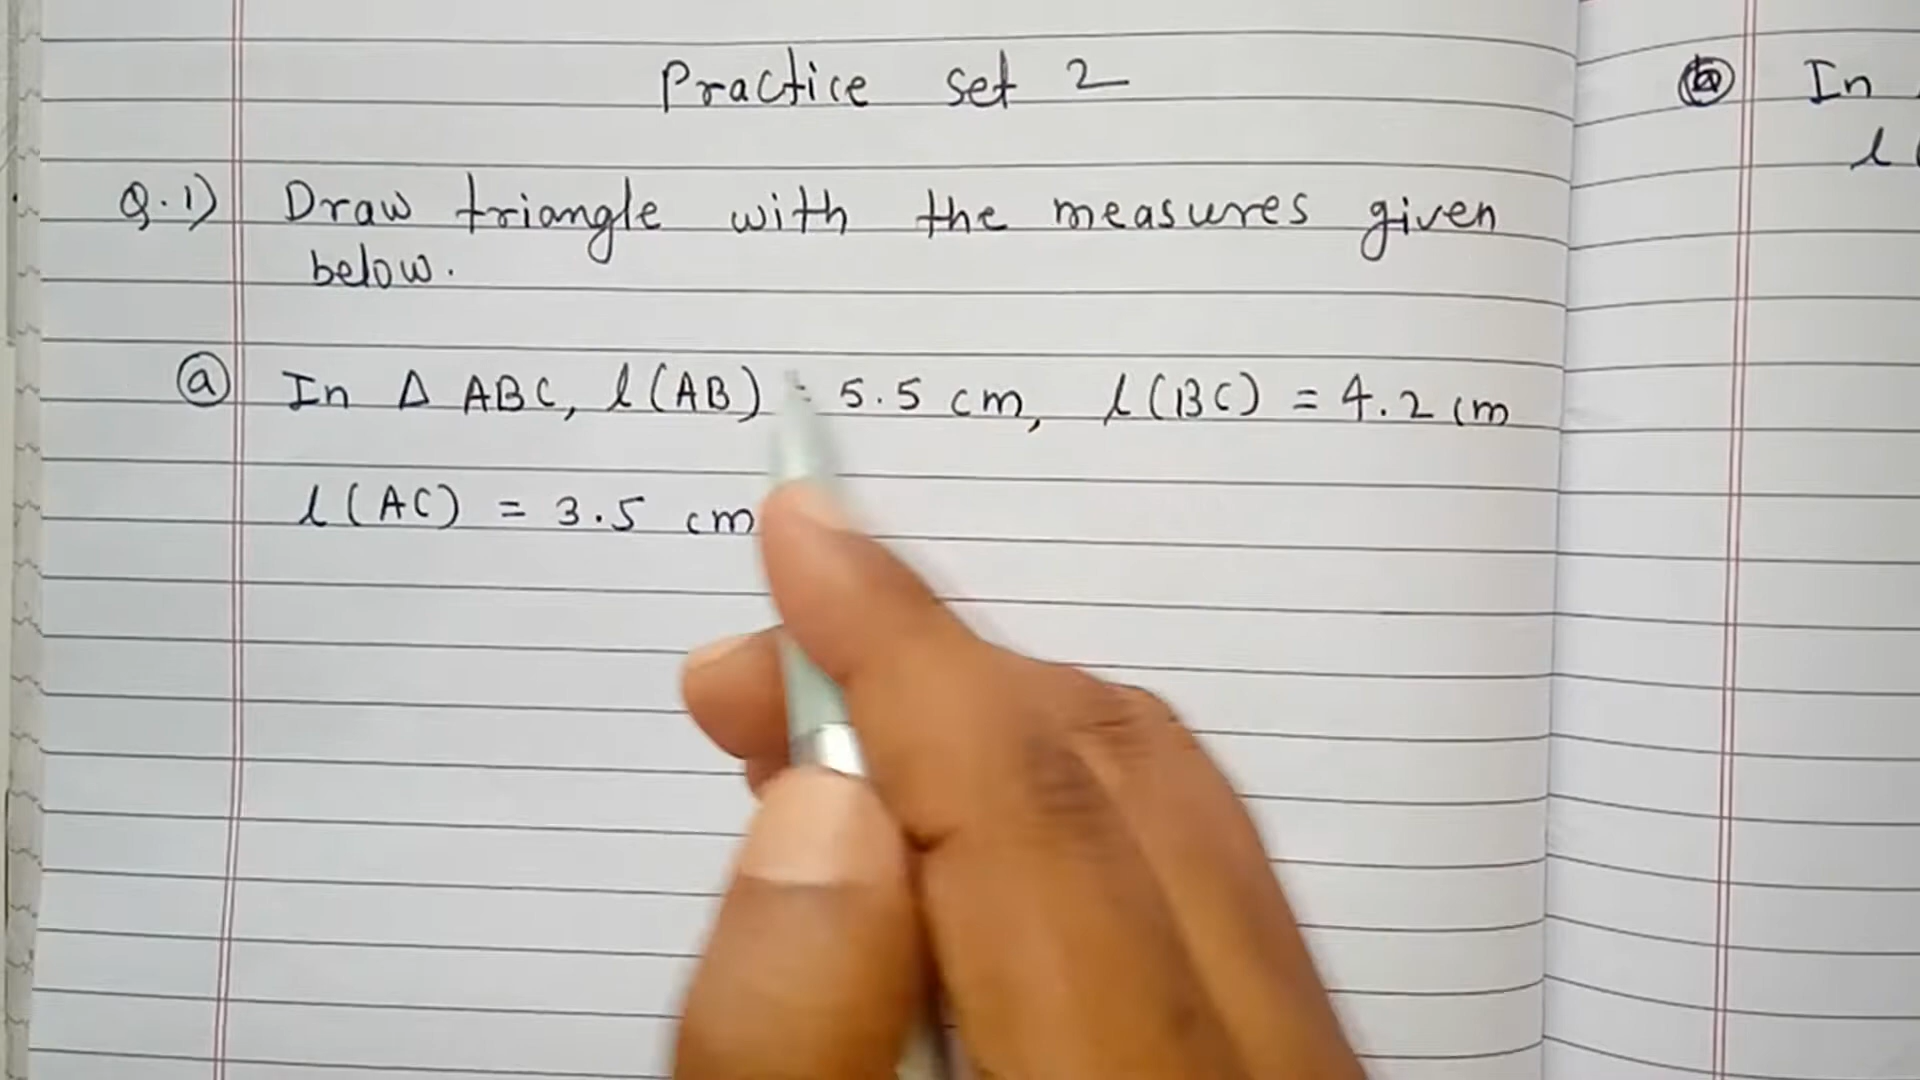 Practice set 2
Q.1) Draw triangle with the measures given
below.
ⓐ In Δ ABC, l(AB) = 5.5 cm, l(BC) = 4.2 cm
l(AC) = 3.5 cm
ⓑ In
l(